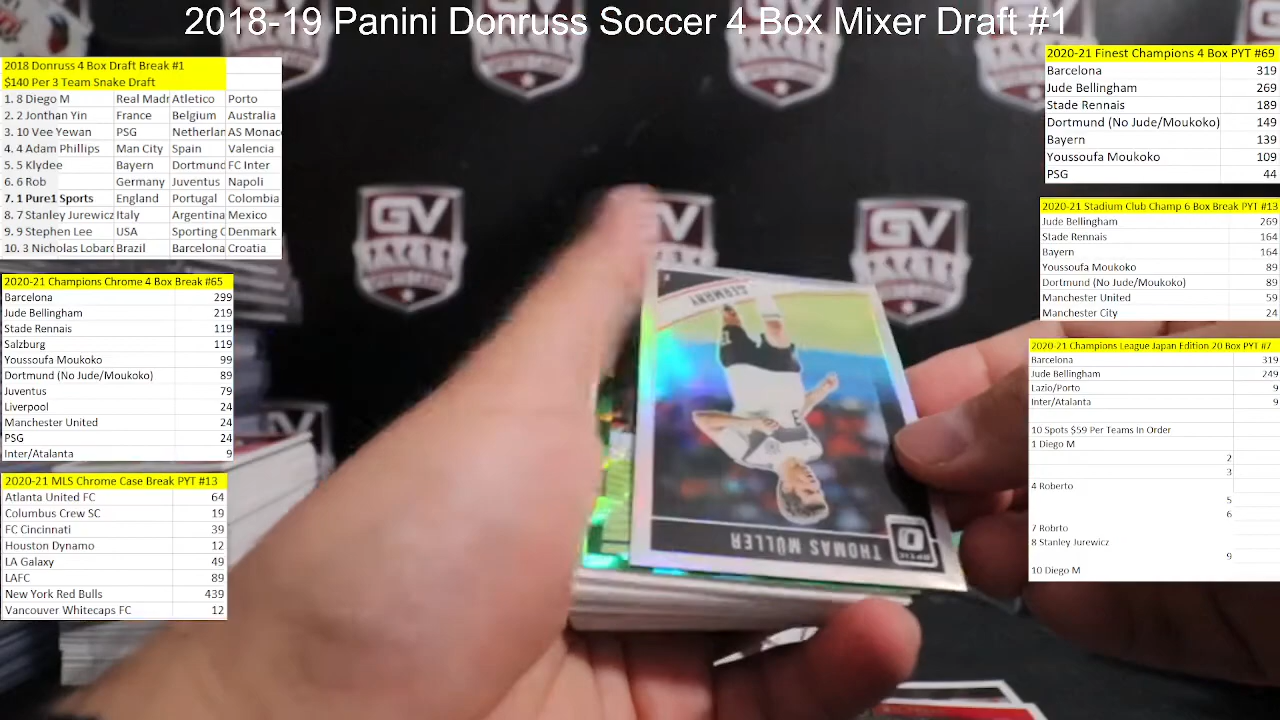 2018-19 Panini Donruss Soccer 4 Box Mixer Draft #1
2018 Donruss 4 Box Draft Break #1
$140 Per 3 Team Snake Draft
1. 8 Diego M Real Madr Atletico Porto
2. 2 Jonthan Yin France Belgium Australia
3. 10 Vee Yewan PSG Netherlan AS Monac
4. 4 Adam Phillips Man City Spain Valencia
5. 5 Klydee Bayern Dortmund FC Inter
6. 6 Rob Germany Juventus Napoli
7. 1 Pure1 Sports England Portugal Colombia
8. 7 Stanley Jurewicz Italy Argentina Mexico
9. 9 Stephen Lee USA Sporting C Denmark
10. 3 Nicholas Lobard Brazil Barcelona Croatia
2020-21 Champions Chrome 4 Box Break #65
Barcelona 299
Jude Bellingham 219
Stade Rennais 119
Salzburg 119
Youssoufa Moukoko 99
Dortmund (No Jude/Moukoko) 89
Juventus 79
Liverpool 24
Manchester United 24
PSG 24
Inter/Atalanta 9
2020-21 MLS Chrome Case Break PYT #13
Atlanta United FC 64
Columbus Crew SC 19
FC Cincinnati 39
Houston Dynamo 12
LA Galaxy 49
LAFC 89
New York Red Bulls 439
Vancouver Whitecaps FC 12
GV
GV
GV
GERMANY
THOMAS MÜLLER
OPTIC
2020-21 Finest Champions 4 Box PYT #69
Barcelona 319
Jude Bellingham 269
Stade Rennais 189
Dortmund (No Jude/Moukoko) 149
Bayern 139
Youssoufa Moukoko 109
PSG 44
2020-21 Stadium Club Champ 6 Box Break PYT #13
Jude Bellingham 269
Stade Rennais 164
Bayern 164
Youssoufa Moukoko 89
Dortmund (No Jude/Moukoko) 89
Manchester United 59
Manchester City 24
2020-21 Champions League Japan Edition 20 Box PYT #7
Barcelona 319
Jude Bellingham 249
Lazio/Porto 9
Inter/Atalanta 9
10 Spots $59 Per Teams In Order
1 Diego M
2
3
4 Roberto
5
6
7 Robrto
8 Stanley Jurewicz
9
10 Diego M